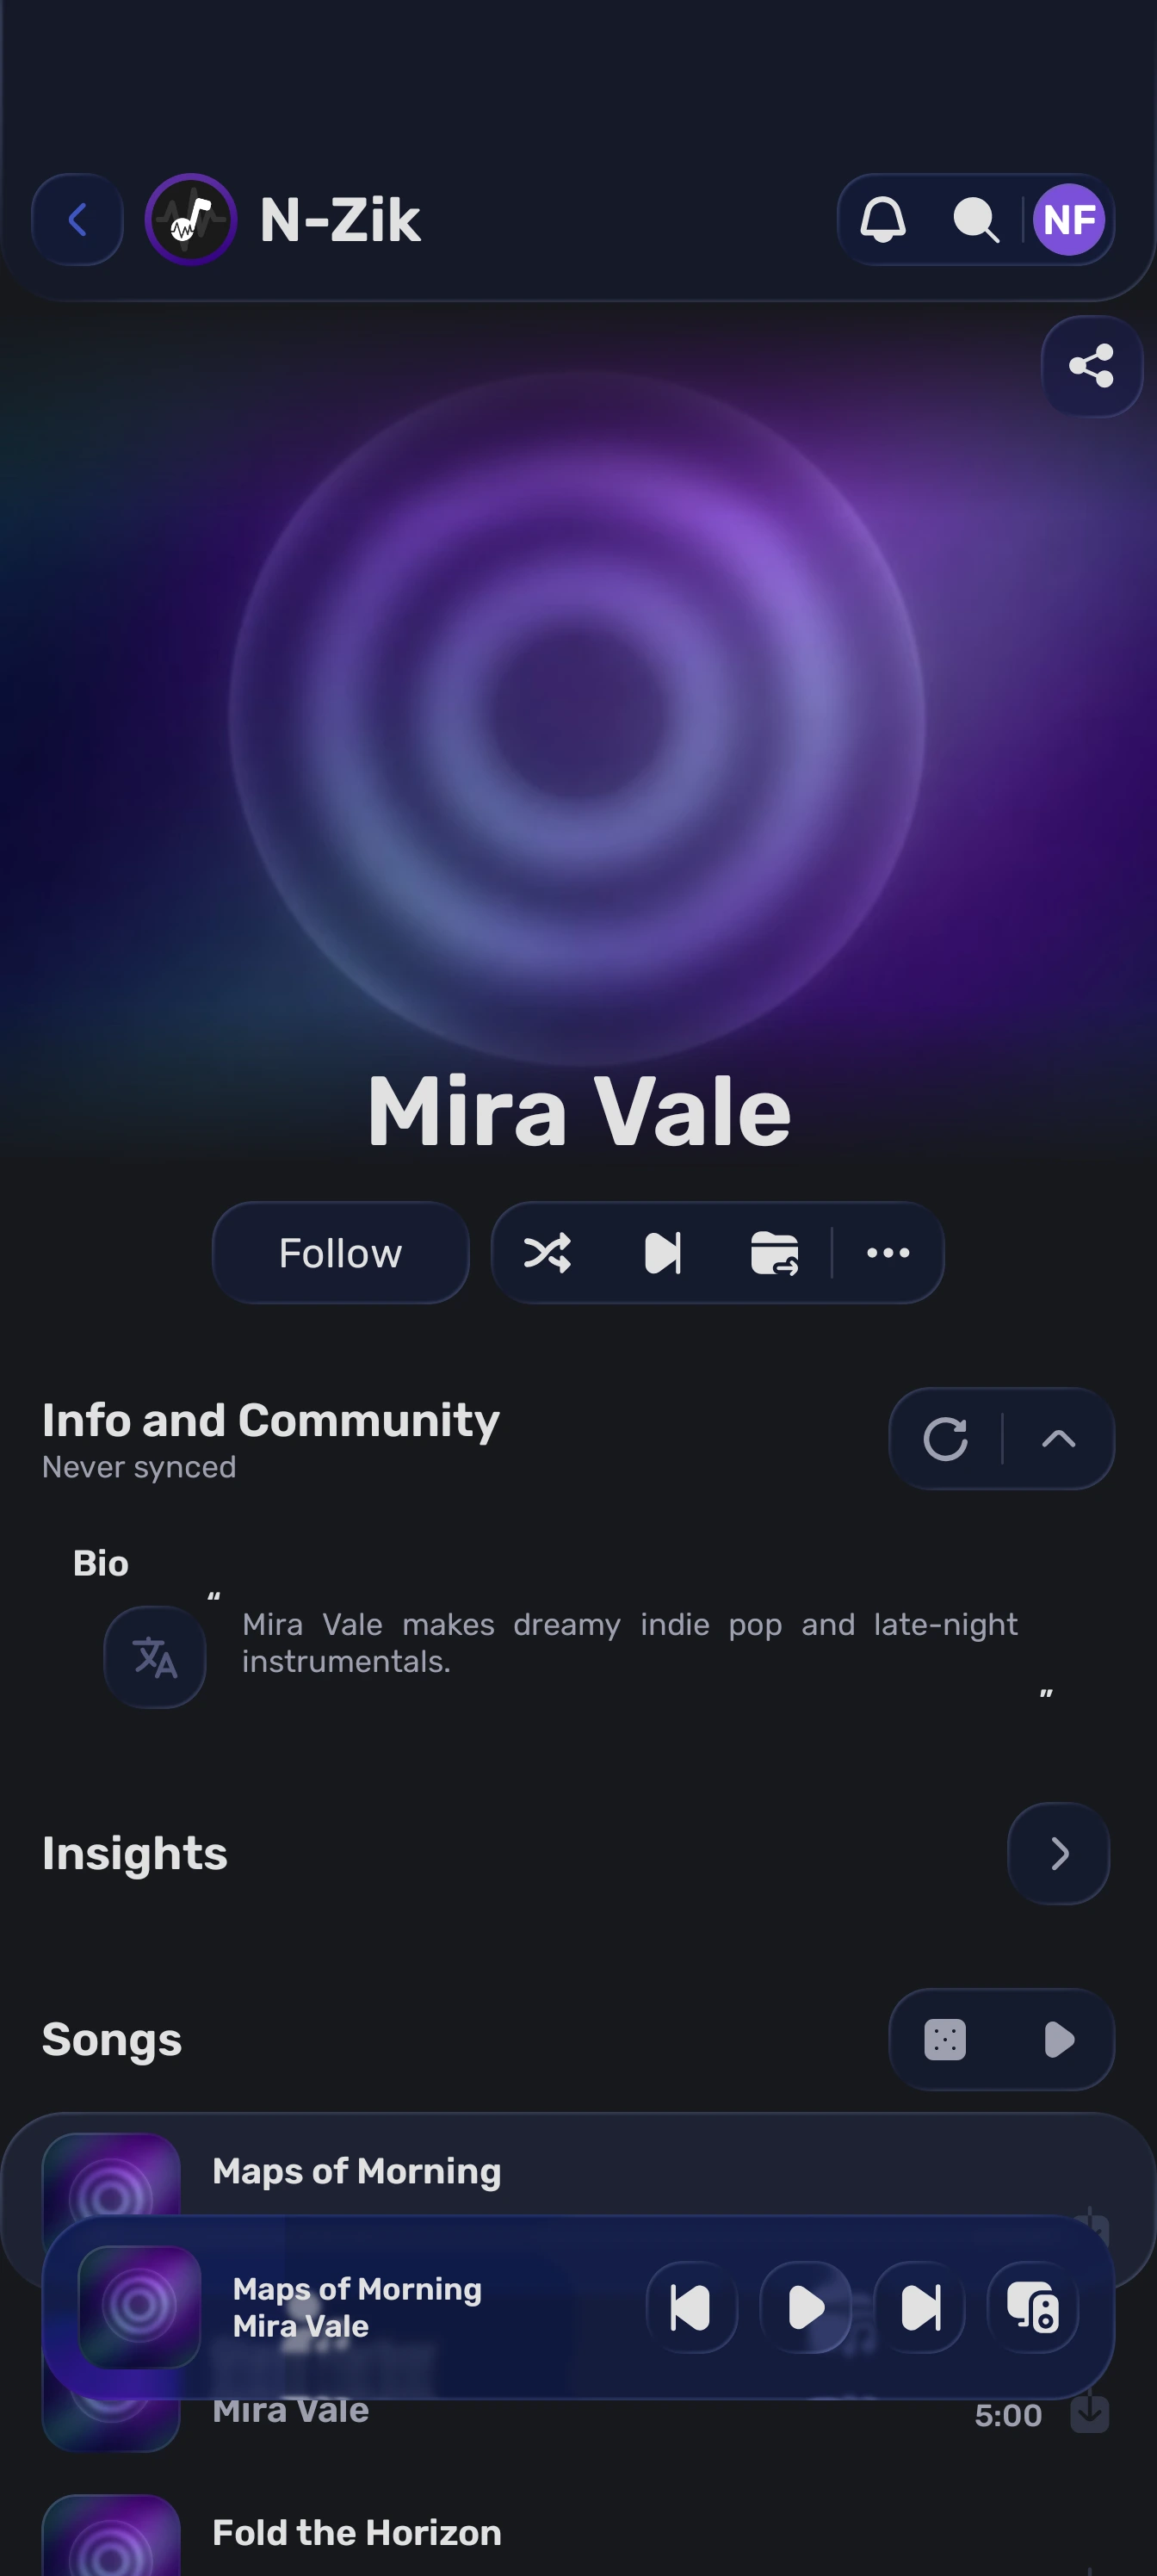 N-Zik
NF
Mira Vale
Follow
Info and Community
Never synced
Bio
“
Mira Vale makes dreamy indie pop and late-night
instrumentals.
”
Insights
Songs
Maps of Morning
Maps of Morning
Mira Vale
Mira Vale
5:00
Fold the Horizon